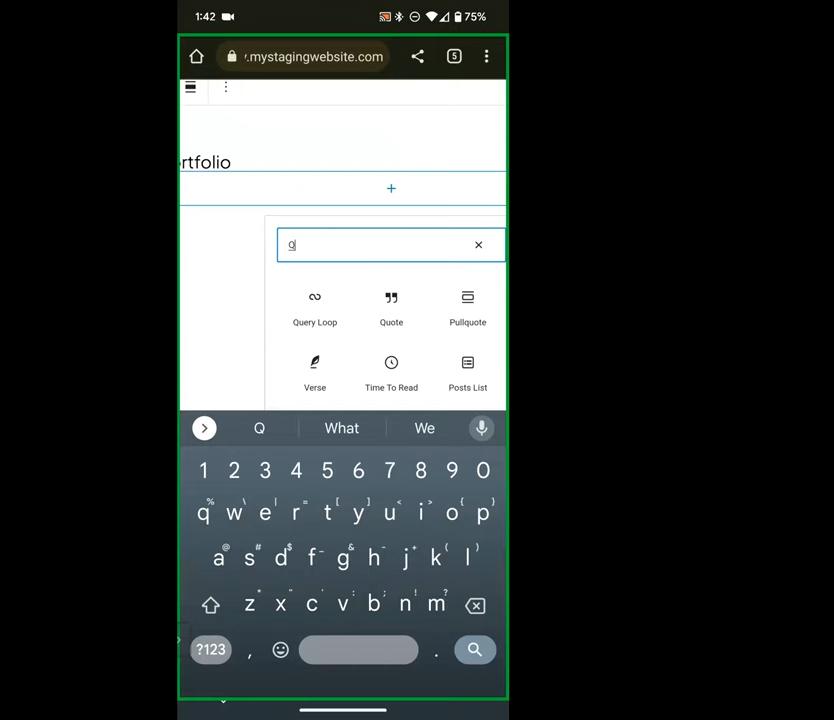 1:42 75%
y.mystagingwebsite.com 5
rtfolio
Q
Query Loop Quote Pullquote
Verse Time To Read Posts List
Q What We
1 2 3 4 5 6 7 8 9 0
% \ | = [ ] < > { }
q w e r t y u i o p
@ # $ - & - + ( )
a s d f g h j k l
* " ' : ; ! ?
z x c v b n m
?123 , .